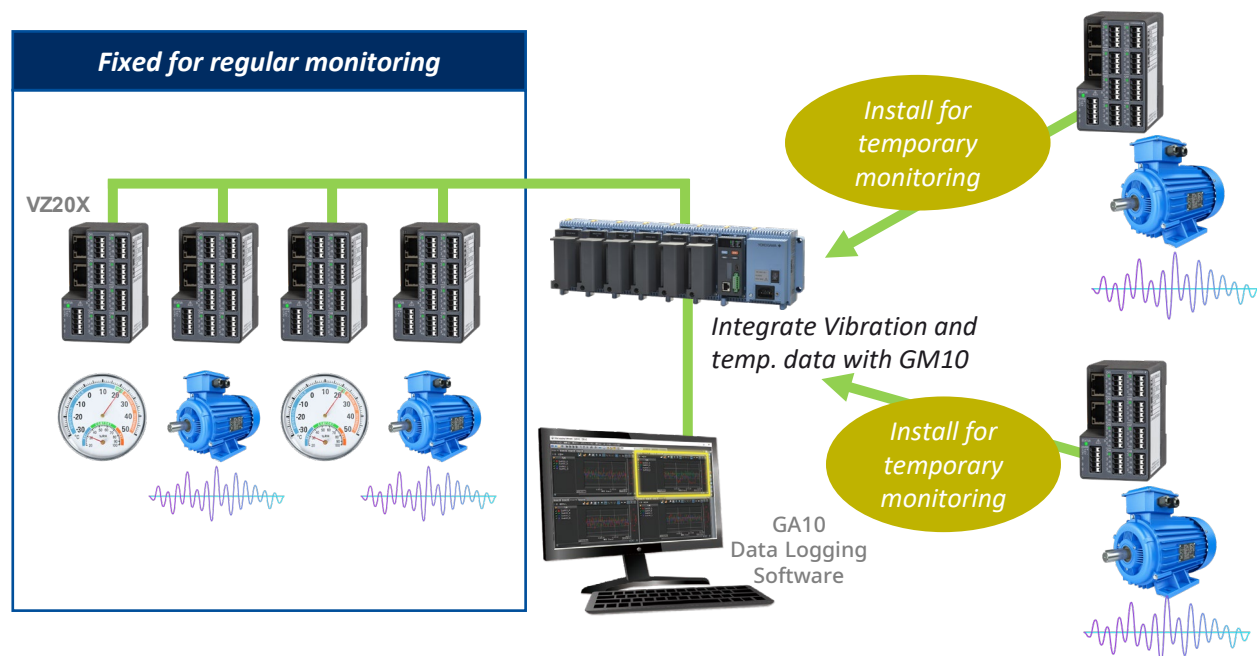 Fixed for regular monitoring
VZ20X
Install for
temporary
monitoring
Integrate Vibration and
temp. data with GM10
Install for
temporary
monitoring
GA10
Data Logging
Software